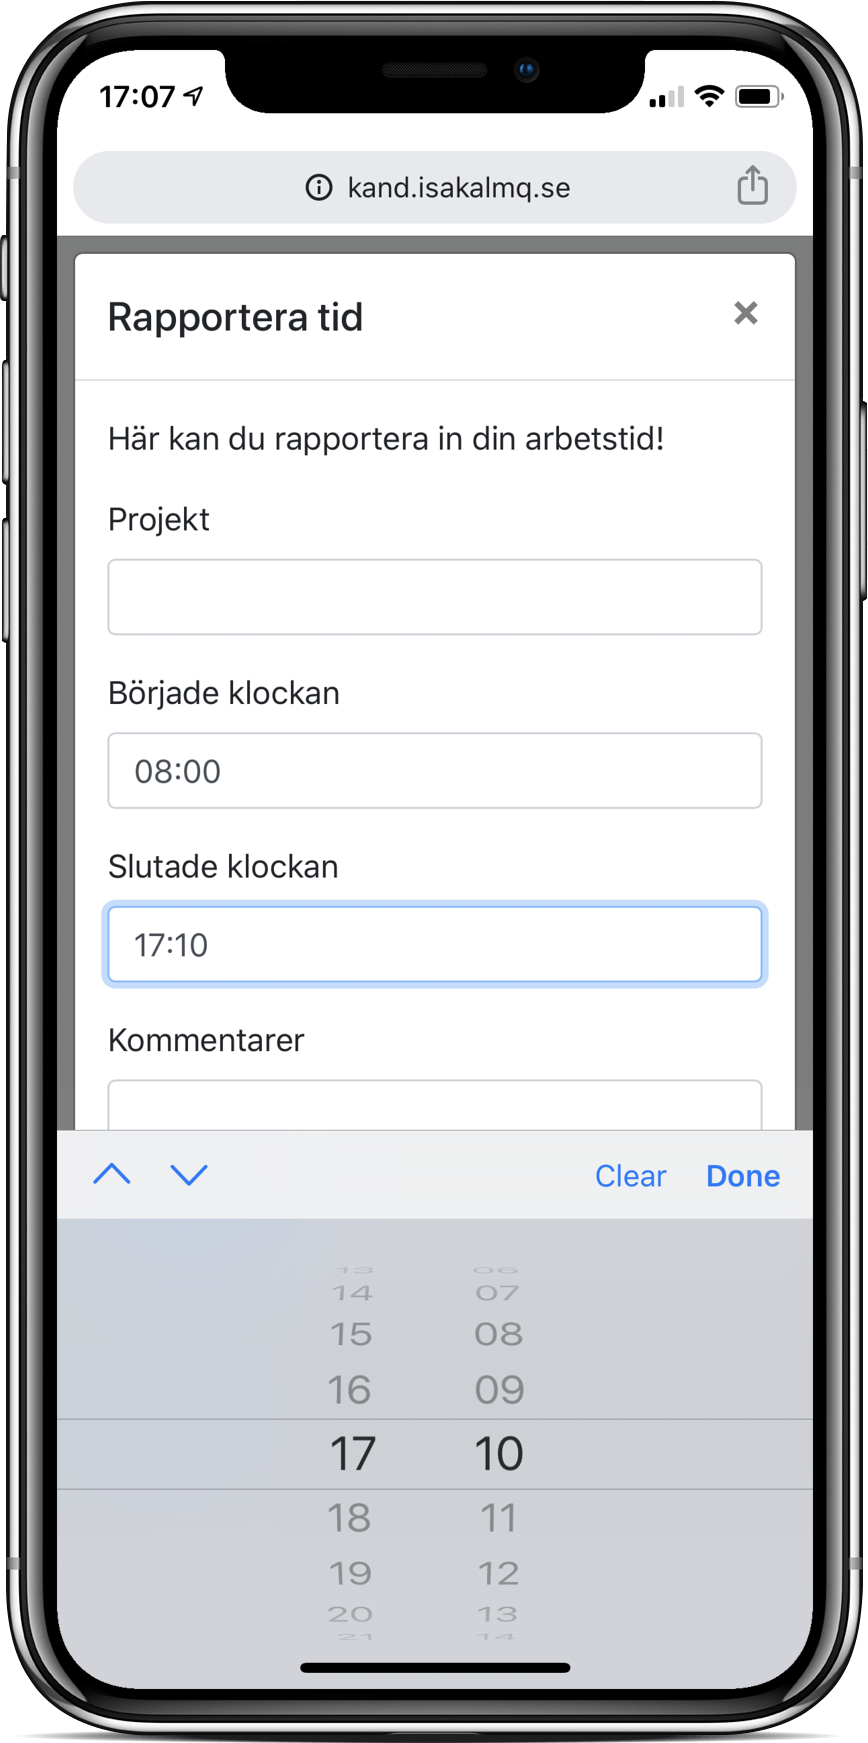 17:07
kand.isakalmq.se
Rapportera tid
Här kan du rapportera in din arbetstid!
Projekt
Började klockan
08:00
Slutade klockan
17:10
Kommentarer
Clear Done
13 06
14 07
15 08
16 09
17 10
18 11
19 12
20 13
21 14